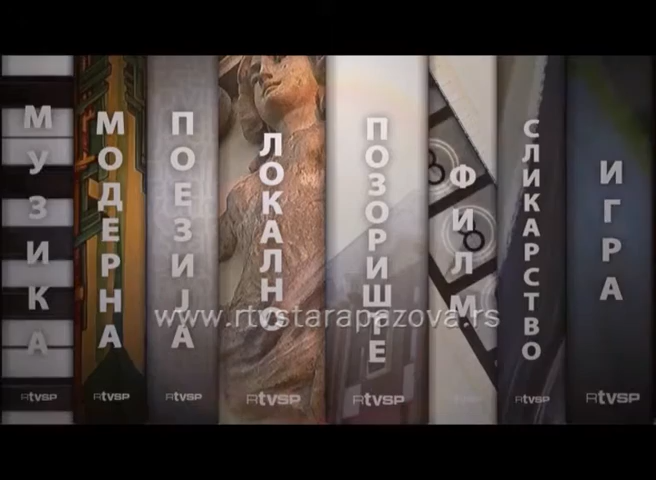 МУЗИКА
МОДЕРНА
ПОЕЗИЈА
ЛОКАЛНО
ПОЗОРИШТЕ
ФИЛМ
СЛИКАРСТВО
ИГРА
www.rtvstarapazova.rs
RTVSP
RTVSP
RTVSP
RTVSP
RTVSP
RTVSP
RTVSP